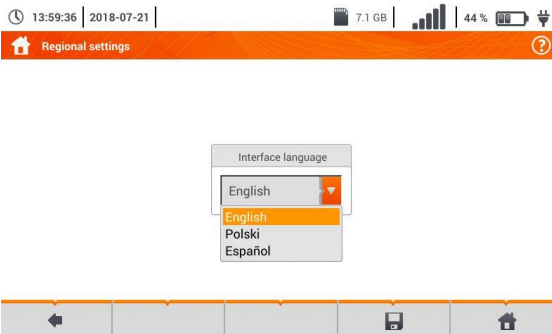 13:59:36 2018-07-21 7.1 GB 44 %
Regional settings ?
Interface language
English
English
Polski
Español